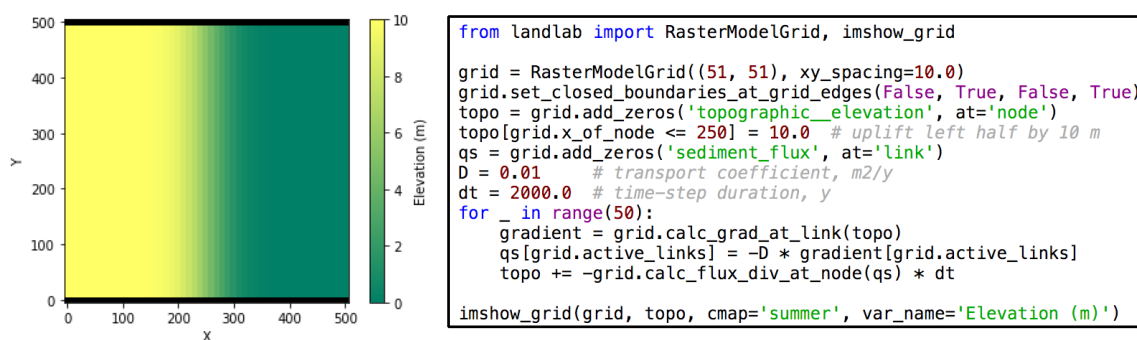 10
8
6
4
2
0
Elevation (m)
500
400
300
200
100
0
Y
0 100 200 300 400 500
X
from landlab import RasterModelGrid, imshow_grid
grid = RasterModelGrid((51, 51), xy_spacing=10.0)
grid.set_closed_boundaries_at_grid_edges(False, True, False, True)
topo = grid.add_zeros('topographic__elevation', at='node')
topo[grid.x_of_node <= 250] = 10.0  # uplift left half by 10 m
qs = grid.add_zeros('sediment_flux', at='link')
D = 0.01     # transport coefficient, m2/y
dt = 2000.0  # time-step duration, y
for _ in range(50):
    gradient = grid.calc_grad_at_link(topo)
    qs[grid.active_links] = -D * gradient[grid.active_links]
    topo += -grid.calc_flux_div_at_node(qs) * dt
imshow_grid(grid, topo, cmap='summer', var_name='Elevation (m)')